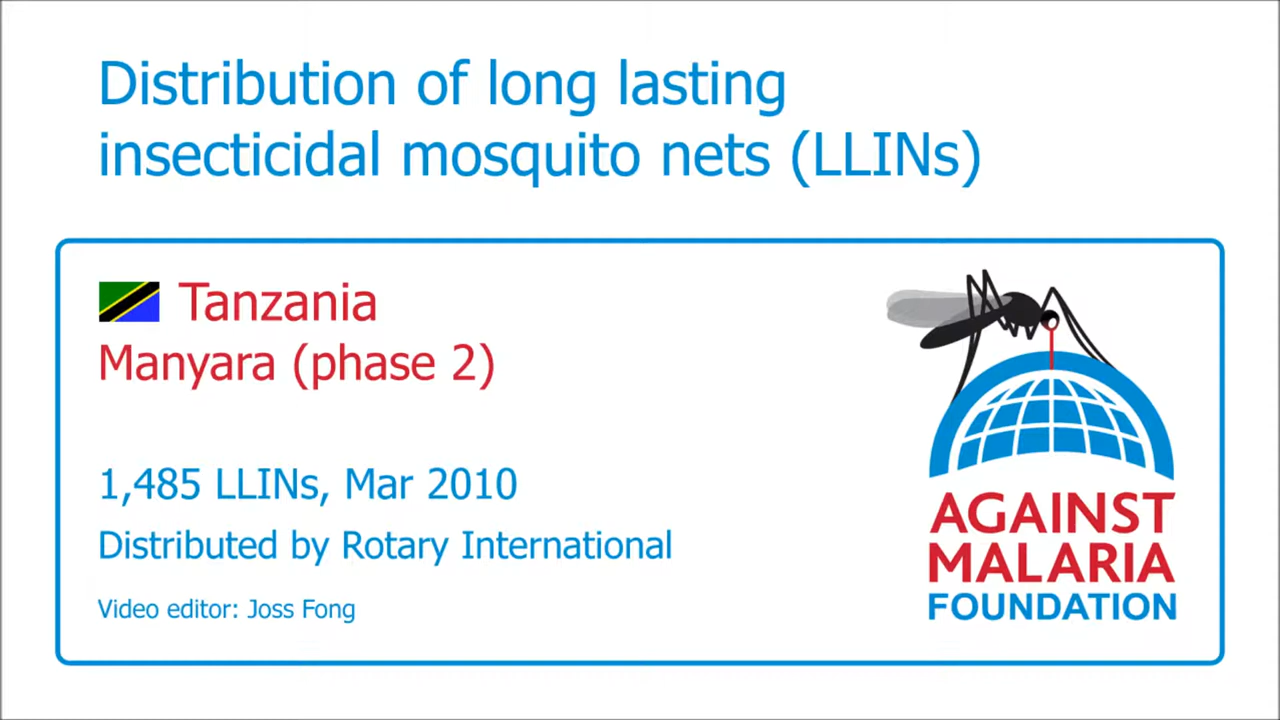 Distribution of long lasting
insecticidal mosquito nets (LLINs)
Tanzania
Manyara (phase 2)
1,485 LLINs, Mar 2010
Distributed by Rotary International
Video editor: Joss Fong
AGAINST
MALARIA
FOUNDATION